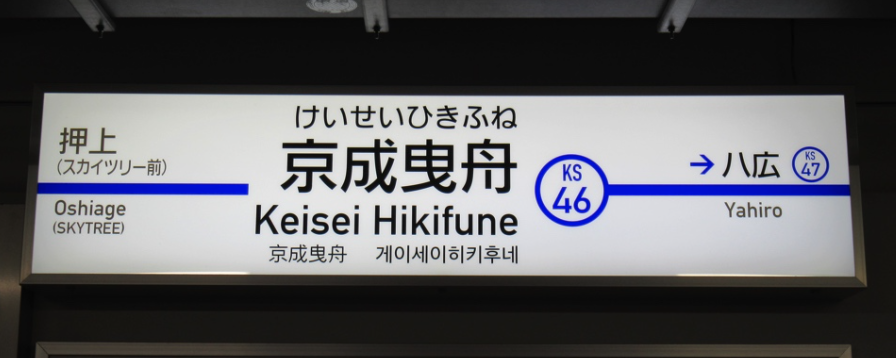 押上
(スカイツリー前)
Oshiage
(SKYTREE)
けいせいひきふね
京成曳舟
Keisei Hikifune
京成曳舟 게이세이히키후네
KS
46
→ 八広
KS
47
Yahiro